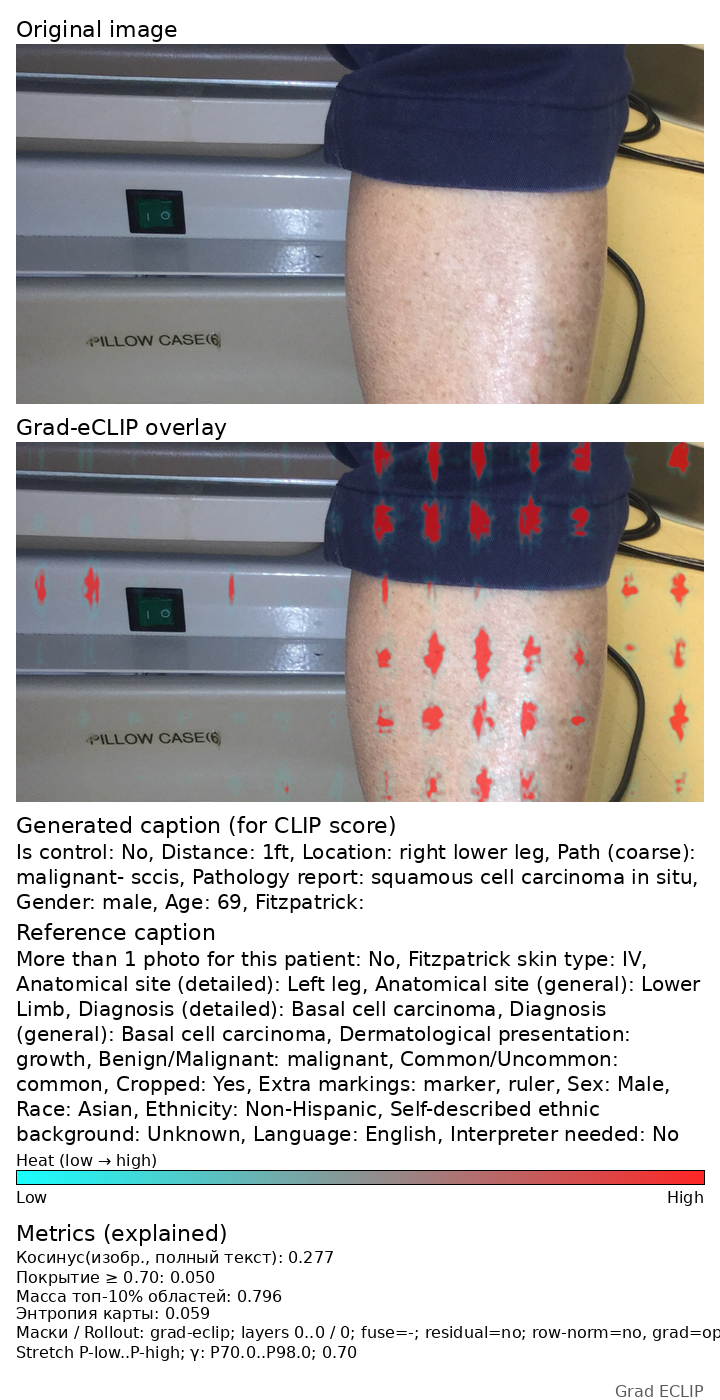 Original image
PILLOW CASE(6)
Grad-eCLIP overlay
PILLOW CASE(6)
Generated caption (for CLIP score)
Is control: No, Distance: 1ft, Location: right lower leg, Path (coarse):
malignant- sccis, Pathology report: squamous cell carcinoma in situ,
Gender: male, Age: 69, Fitzpatrick:
Reference caption
More than 1 photo for this patient: No, Fitzpatrick skin type: IV,
Anatomical site (detailed): Left leg, Anatomical site (general): Lower
Limb, Diagnosis (detailed): Basal cell carcinoma, Diagnosis
(general): Basal cell carcinoma, Dermatological presentation:
growth, Benign/Malignant: malignant, Common/Uncommon:
common, Cropped: Yes, Extra markings: marker, ruler, Sex: Male,
Race: Asian, Ethnicity: Non-Hispanic, Self-described ethnic
background: Unknown, Language: English, Interpreter needed: No
Heat (low → high)
Low High
Metrics (explained)
Косинус(изобр., полный текст): 0.277
Покрытие ≥ 0.70: 0.050
Масса топ-10% областей: 0.796
Энтропия карты: 0.059
Маски / Rollout: grad-eclip; layers 0..0 / 0; fuse=-; residual=no; row-norm=no, grad=op
Stretch P-low..P-high; γ: P70.0..P98.0; 0.70
Grad ECLIP